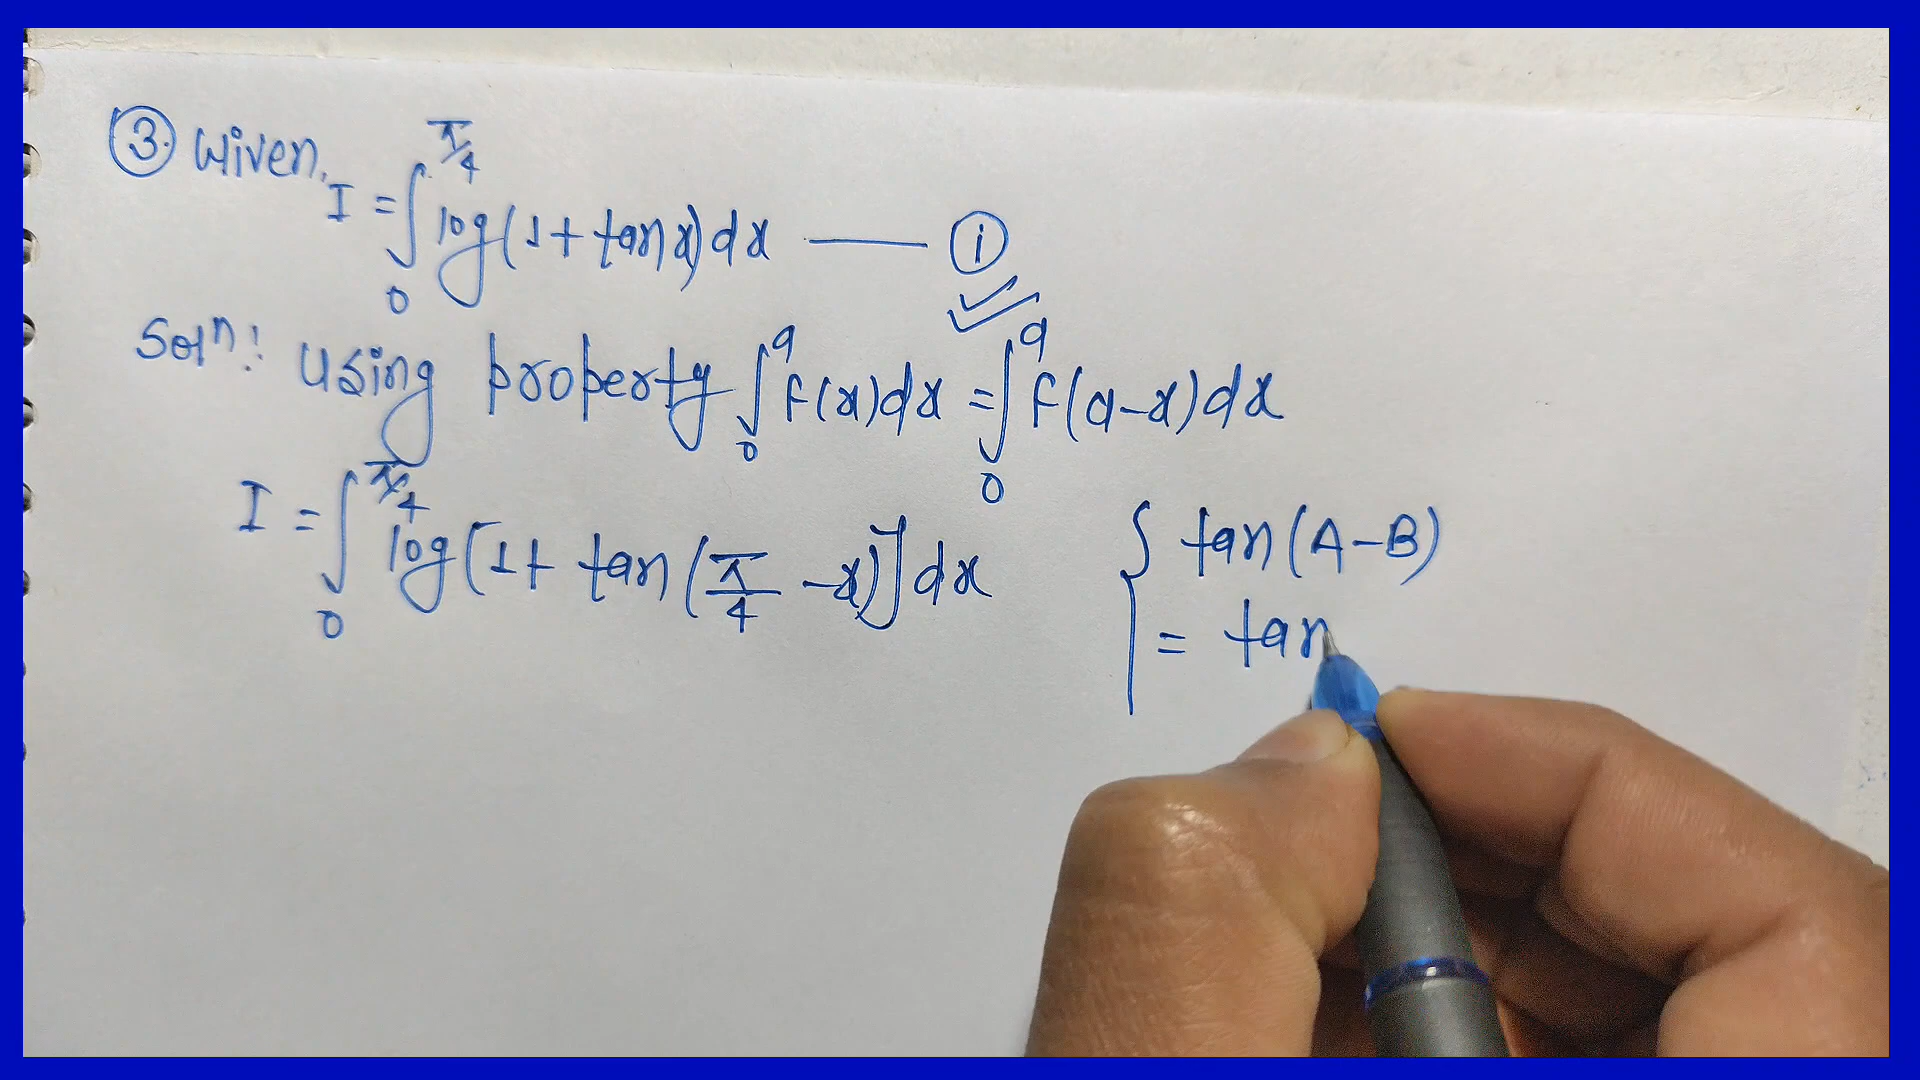 ③ Given,
I = ∫₀^{π/4} log(1+tanx)dx —— ⓘ
Solⁿ: Using property ∫₀^a f(x)dx = ∫₀^a f(a-x)dx
I = ∫₀^{π/4} log[1+ tan(π/4 -x)]dx
{ tan(A-B)
= tan